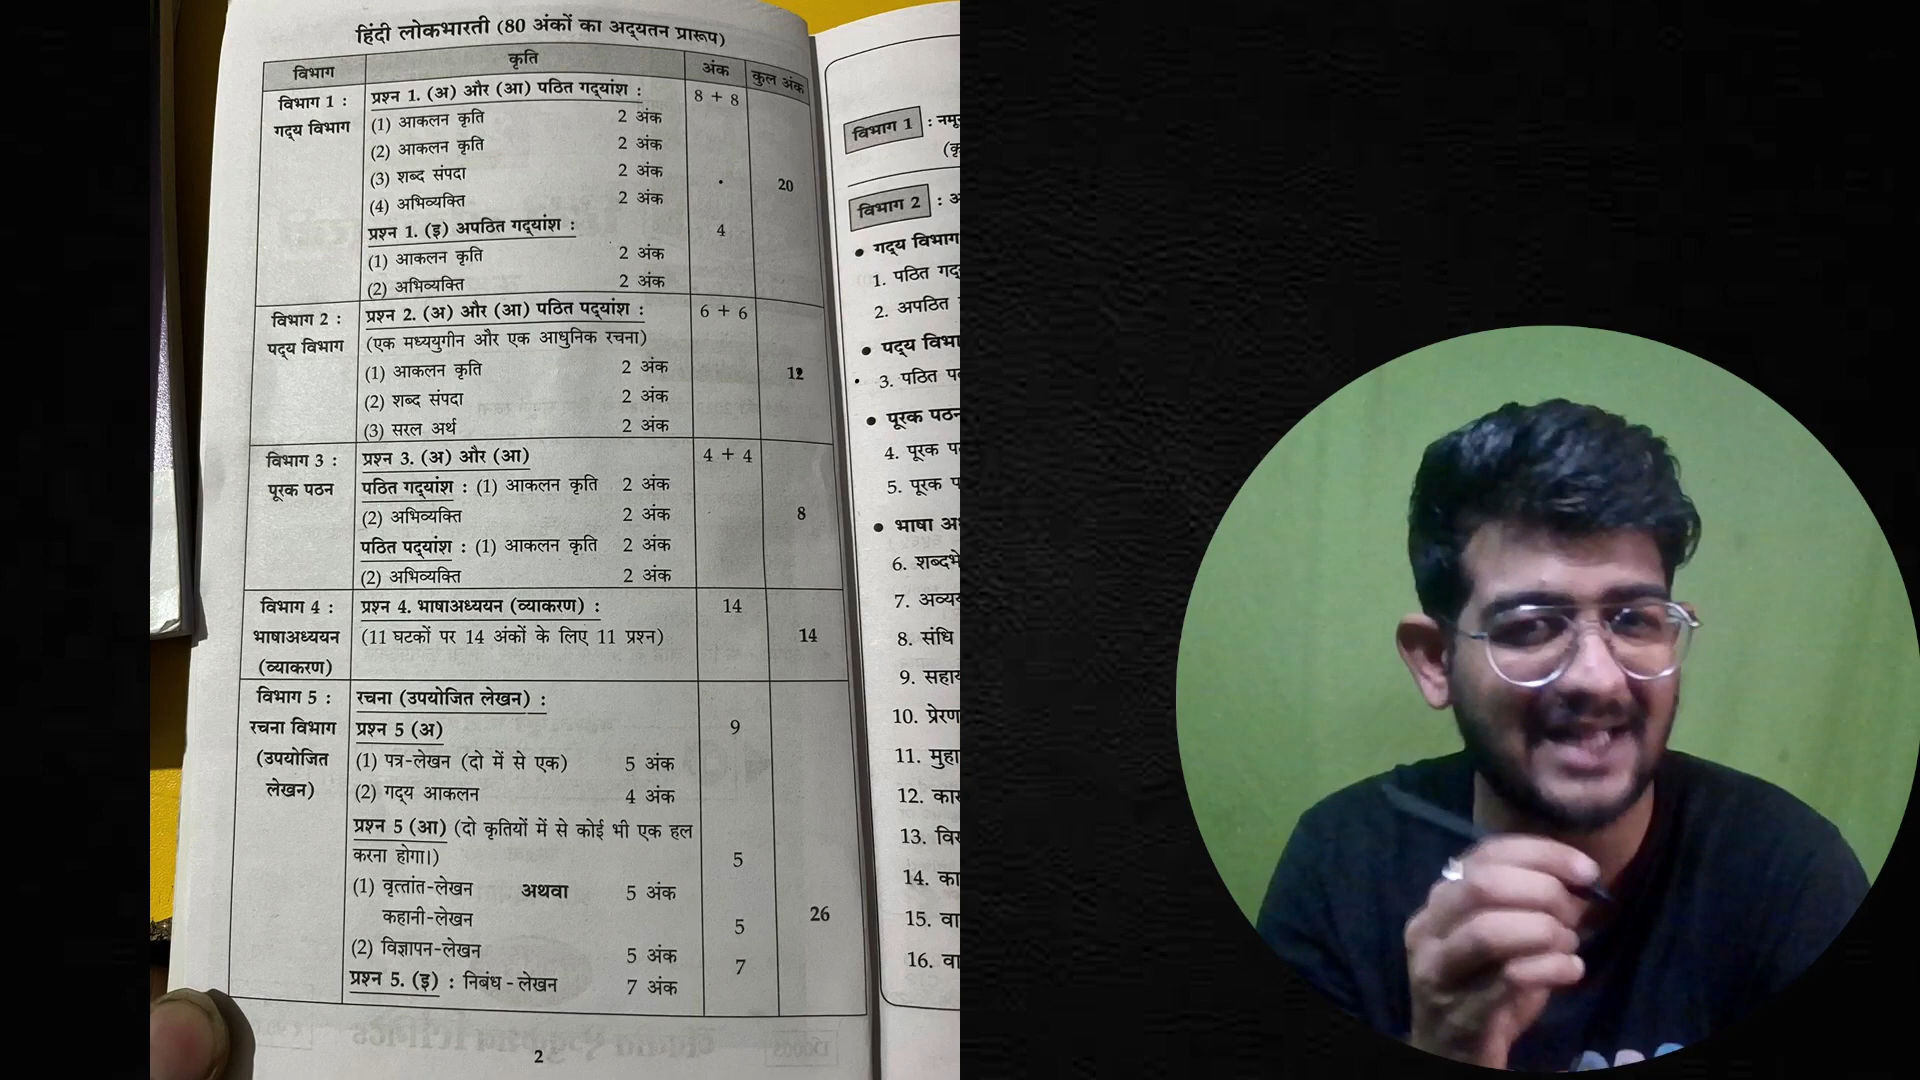 हिंदी लोकभारती (80 अंकों का अद्‌यतन प्रारूप)
विभाग कृति अंक कुल अंक
विभाग 1 : प्रश्न 1. (अ) और (आ) पठित गद्‌यांश : 8 + 8
गद्‌य विभाग (1) आकलन कृति 2 अंक
(2) आकलन कृति 2 अंक
(3) शब्द संपदा 2 अंक 20
(4) अभिव्यक्ति 2 अंक
प्रश्न 1. (इ) अपठित गद्‌यांश : 4
(1) आकलन कृति 2 अंक
(2) अभिव्यक्ति 2 अंक
विभाग 2 : प्रश्न 2. (अ) और (आ) पठित पद्‌यांश : 6 + 6
पद्‌य विभाग (एक मध्ययुगीन और एक आधुनिक रचना)
(1) आकलन कृति 2 अंक 12
(2) शब्द संपदा 2 अंक
(3) सरल अर्थ 2 अंक
विभाग 3 : प्रश्न 3. (अ) और (आ) 4 + 4
पूरक पठन पठित गद्‌यांश : (1) आकलन कृति 2 अंक
(2) अभिव्यक्ति 2 अंक 8
पठित पद्‌यांश : (1) आकलन कृति 2 अंक
(2) अभिव्यक्ति 2 अंक
विभाग 4 : प्रश्न 4. भाषाअध्ययन (व्याकरण) : 14
भाषाअध्ययन (11 घटकों पर 14 अंकों के लिए 11 प्रश्न) 14
(व्याकरण)
विभाग 5 : रचना (उपयोजित लेखन) :
रचना विभाग प्रश्न 5 (अ) 9
(उपयोजित (1) पत्र-लेखन (दो में से एक) 5 अंक
लेखन) (2) गद्‌य आकलन 4 अंक
प्रश्न 5 (आ) (दो कृतियों में से कोई भी एक हल
करना होगा।) 5
(1) वृत्तांत-लेखन अथवा 5 अंक
कहानी-लेखन 5 26
(2) विज्ञापन-लेखन 5 अंक
प्रश्न 5. (इ) : निबंध - लेखन 7 अंक 7
2
विभाग 1 :
विभाग 2 :
• गद्‌य विभाग
1. पठित
2. अपठित
• पद्‌य
3. पठित
• पूरक पठन
4. पूरक
5. पूरक
• भाषा
6.
7.
8. संधि
9.
10.
11.
12.
13.
14.
15.
16.